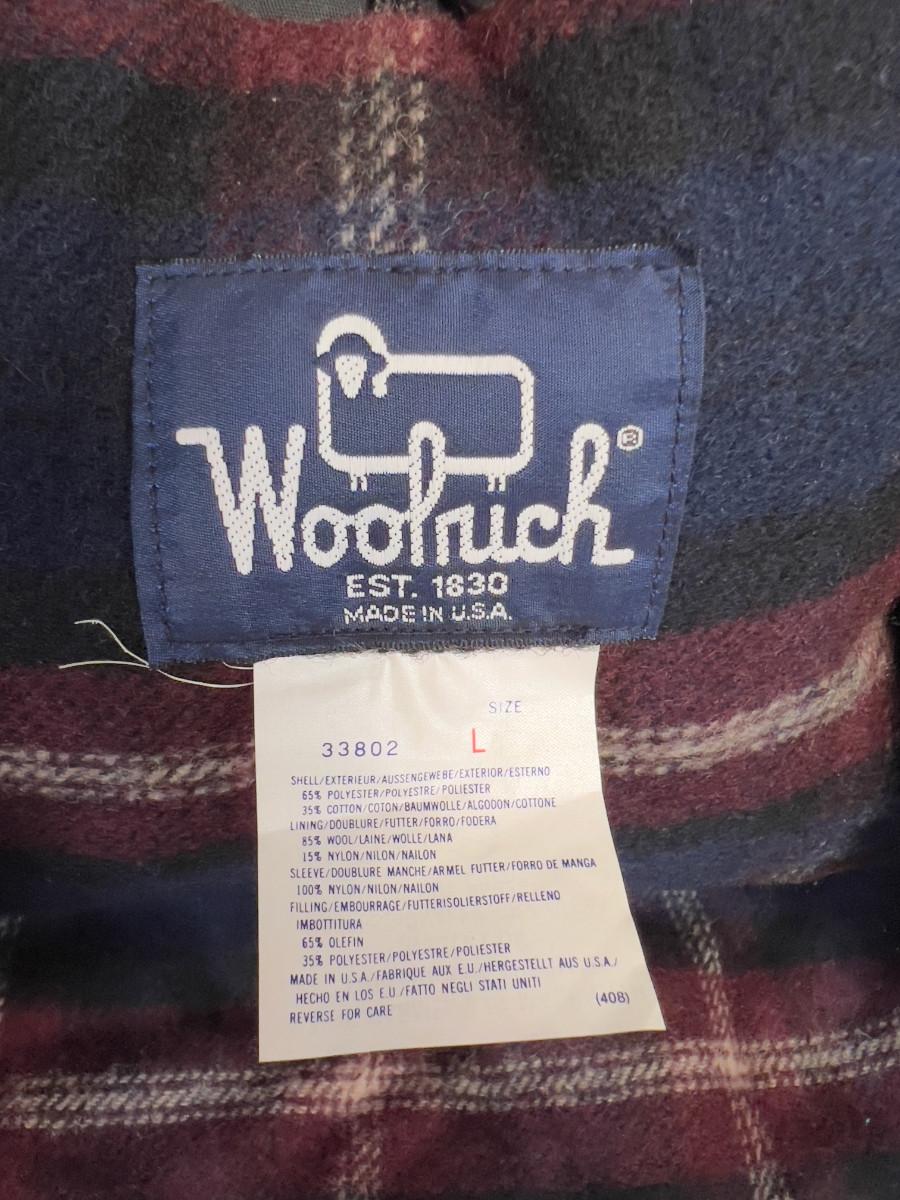 Woolrich®
EST. 1830
MADE IN U.S.A.
SIZE
33802 L
SHELL/EXTERIEUR/AUSSENGEWEBE/EXTERIOR/ESTERNO
65% POLYESTER/POLYESTRE/POLIESTER
35% COTTON/COTON/BAUMWOLLE/ALGODON/COTTONE
LINING/DOUBLURE/FUTTER/FORRO/FODERA
85% WOOL/LAINE/WOLLE/LANA
15% NYLON/NILON/NAILON
SLEEVE/DOUBLURE MANCHE/ARMEL FUTTER/FORRO DE MANGA
100% NYLON/NILON/NAILON
FILLING/EMBOURRAGE/FUTTERISOLIERSTOFF/RELLENO
IMBOTTITURA
65% OLEFIN
35% POLYESTER/POLYESTRE/POLIESTER
MADE IN U.S.A./FABRIQUE AUX E.U./HERGESTELLT AUS U.S.A./
HECHO EN LOS E.U./FATTO NEGLI STATI UNITI
REVERSE FOR CARE (408)